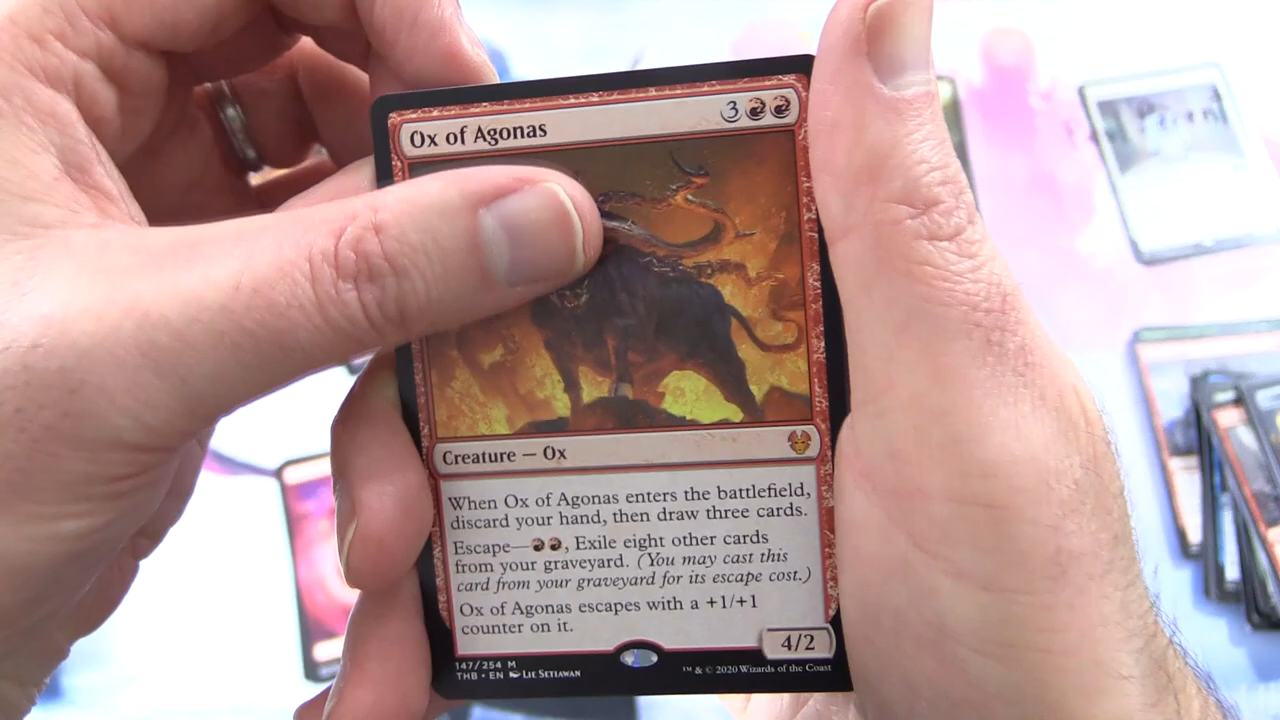 Ox of Agonas
3
Creature — Ox
When Ox of Agonas enters the battlefield,
discard your hand, then draw three cards.
Escape—, Exile eight other cards
from your graveyard. (You may cast this
card from your graveyard for its escape cost.)
Ox of Agonas escapes with a +1/+1
counter on it.
4/2
147/254 M
THB • EN Lie Setiawan
™ & © 2020 Wizards of the Coast